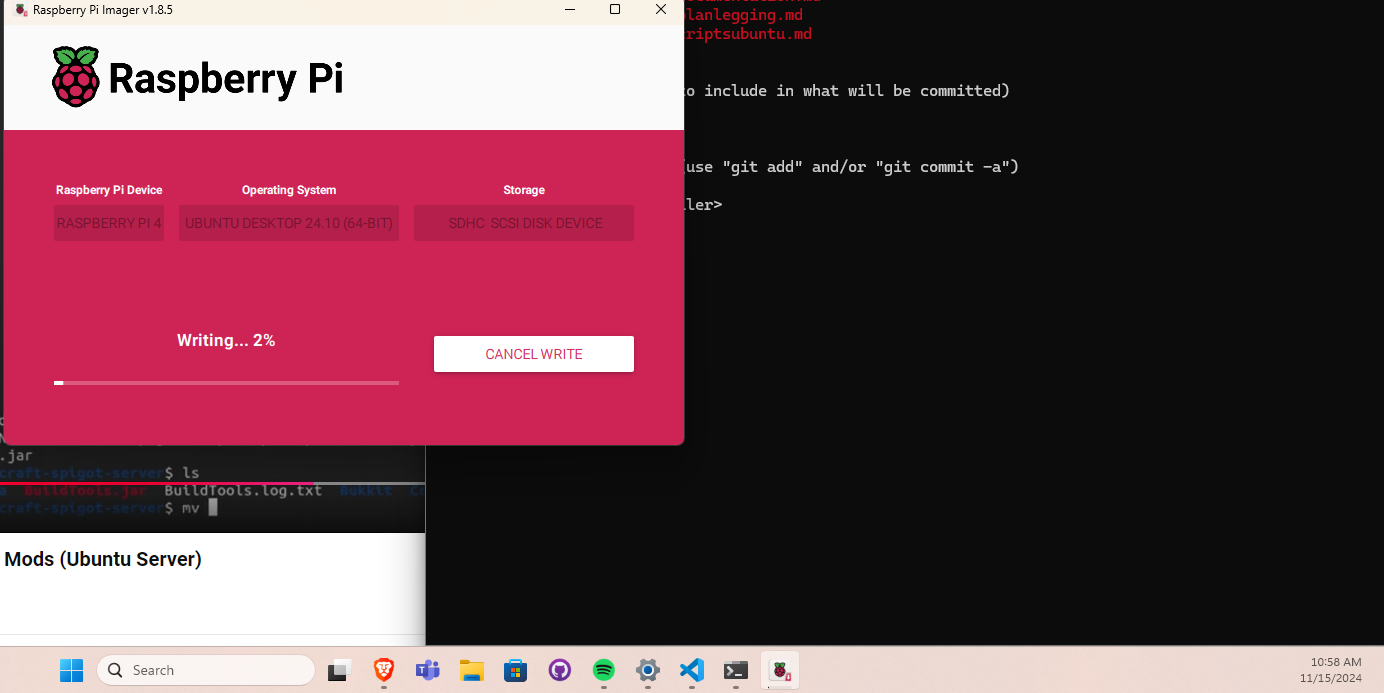 Raspberry Pi Imager v1.8.5
Raspberry Pi
Raspberry Pi Device
Operating System
Storage
RASPBERRY PI 4
UBUNTU DESKTOP 24.10 (64-BIT)
SDHC SCSI DISK DEVICE
Writing... 2%
CANCEL WRITE
planlegging.md
riptsubuntu.md
to include in what will be committed)
(use "git add" and/or "git commit -a")
ller>
.jar
craft-spigot-server$ ls
BuildTools.jar BuildTools.log.txt Bukkit
craft-spigot-server$ mv
Mods (Ubuntu Server)
Search
10:58 AM
11/15/2024